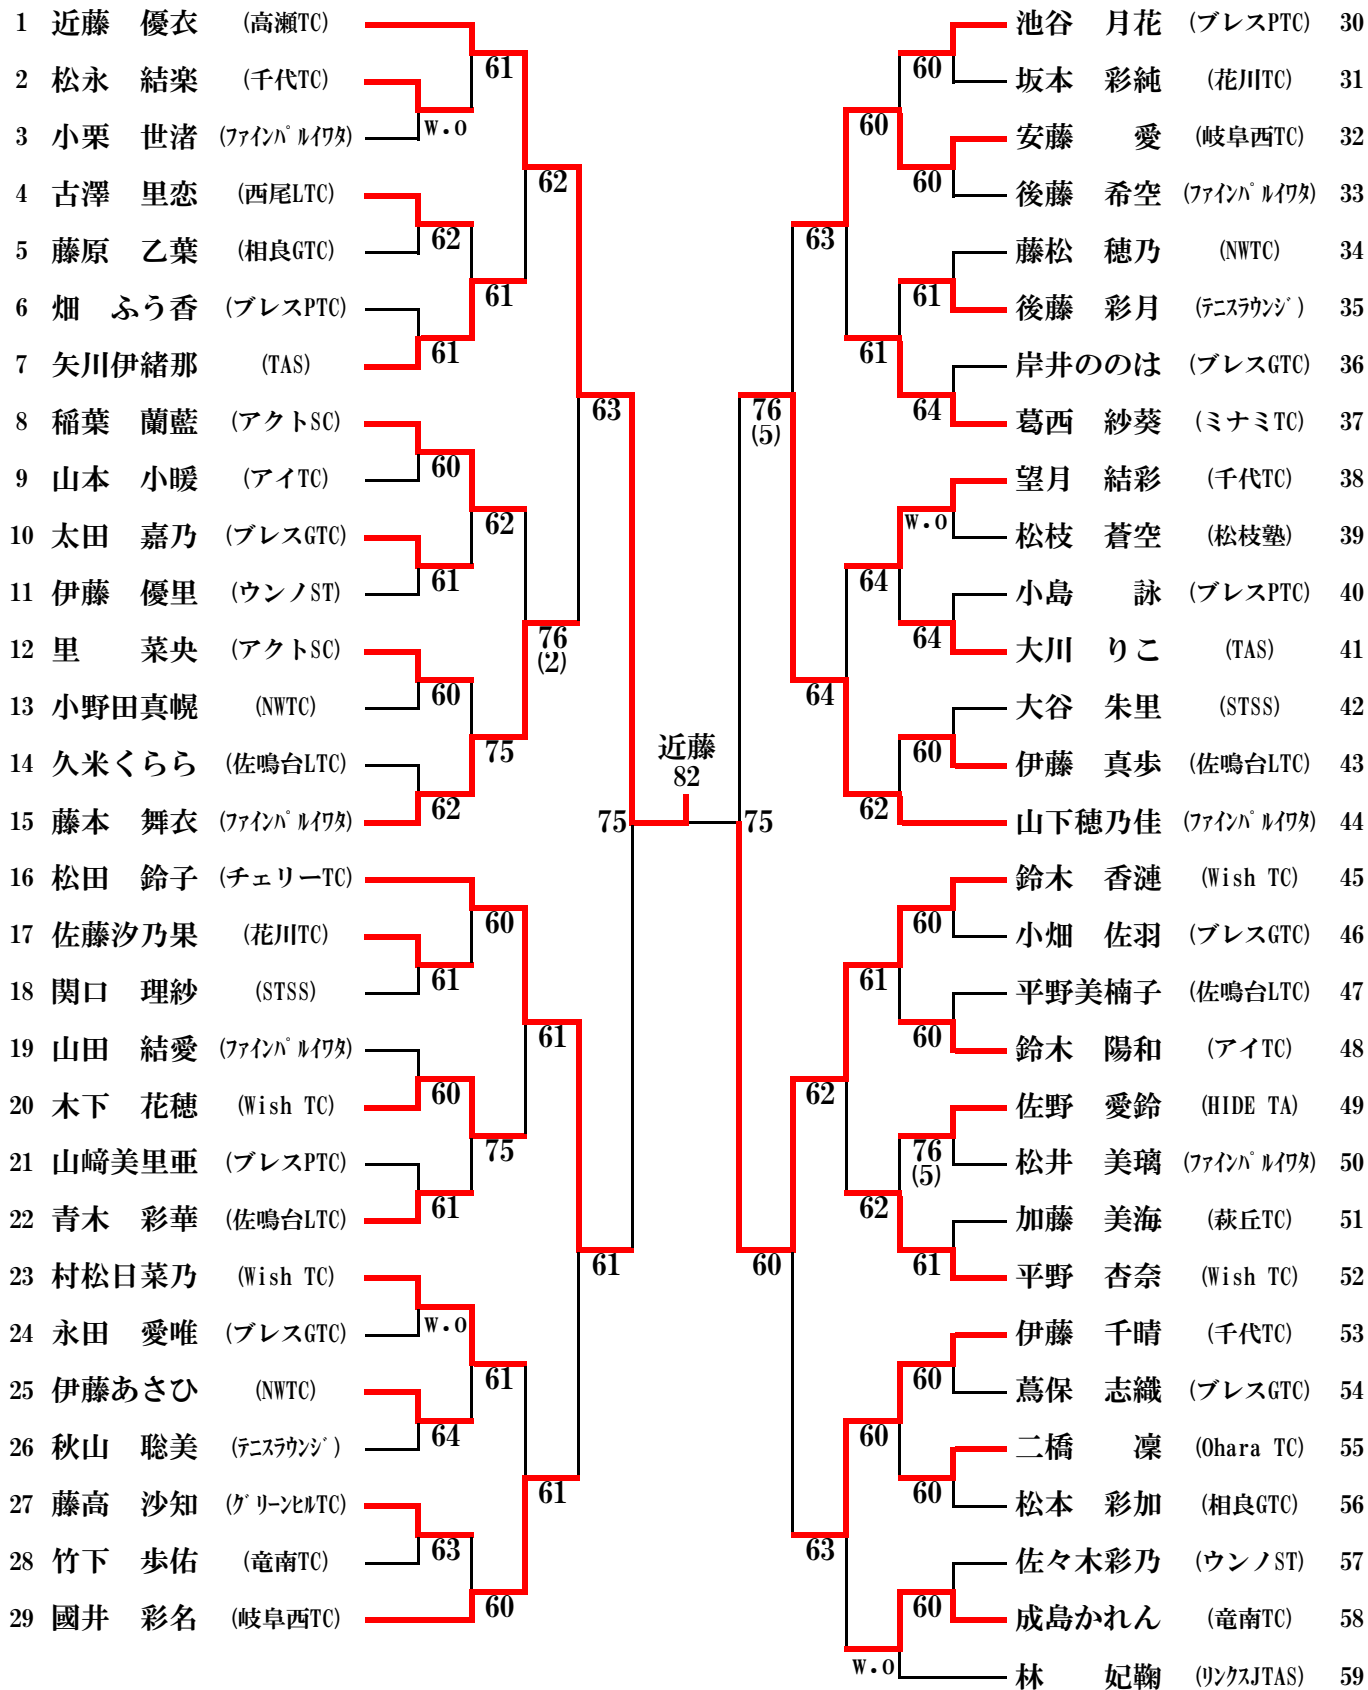 1 近藤　優衣 (高瀬TC)
2 松永　結楽 (千代TC)
3 小栗　世渚 (ファインパルイワタ)
4 古澤　里恋 (西尾LTC)
5 藤原　乙葉 (相良GTC)
6 畑　ふう香 (ブレスPTC)
7 矢川伊緒那 (TAS)
8 稲葉　蘭藍 (アクトSC)
9 山本　小暖 (アイTC)
10 太田　嘉乃 (ブレスGTC)
11 伊藤　優里 (ウンノST)
12 里　　菜央 (アクトSC)
13 小野田真幌 (NWTC)
14 久米くらら (佐鳴台LTC)
15 藤本　舞衣 (ファインパルイワタ)
16 松田　鈴子 (チェリーTC)
17 佐藤汐乃果 (花川TC)
18 関口　理紗 (STSS)
19 山田　結愛 (ファインパルイワタ)
20 木下　花穂 (Wish TC)
21 山﨑美里亜 (ブレスPTC)
22 青木　彩華 (佐鳴台LTC)
23 村松日菜乃 (Wish TC)
24 永田　愛唯 (ブレスGTC)
25 伊藤あさひ (NWTC)
26 秋山　聡美 (テニスラウンジ)
27 藤高　沙知 (グリーンヒルTC)
28 竹下　歩佑 (竜南TC)
29 國井　彩名 (岐阜西TC)
w.o
62
61
60
61
60
62
61
60
61
w.o
64
63
61
61
62
75
60
75
61
60
62
76
(2)
61
61
63
61
75
近藤
82
75
76
(5)
60
63
64
62
63
60
61
64
62
61
62
60
w.o
60
60
61
64
w.o
64
60
60
60
76
(5)
61
60
60
60
池谷　月花 (ブレスPTC) 30
坂本　彩純 (花川TC) 31
安藤　　愛 (岐阜西TC) 32
後藤　希空 (ファインパルイワタ) 33
藤松　穂乃 (NWTC) 34
後藤　彩月 (テニスラウンジ) 35
岸井ののは (ブレスGTC) 36
葛西　紗葵 (ミナミTC) 37
望月　結彩 (千代TC) 38
松枝　蒼空 (松枝塾) 39
小島　　詠 (ブレスPTC) 40
大川　りこ (TAS) 41
大谷　朱里 (STSS) 42
伊藤　真歩 (佐鳴台LTC) 43
山下穂乃佳 (ファインパルイワタ) 44
鈴木　香漣 (Wish TC) 45
小畑　佐羽 (ブレスGTC) 46
平野美楠子 (佐鳴台LTC) 47
鈴木　陽和 (アイTC) 48
佐野　愛鈴 (HIDE TA) 49
松井　美璃 (ファインパルイワタ) 50
加藤　美海 (萩丘TC) 51
平野　杏奈 (Wish TC) 52
伊藤　千晴 (千代TC) 53
蔦保　志織 (ブレスGTC) 54
二橋　　凜 (Ohara TC) 55
松本　彩加 (相良GTC) 56
佐々木彩乃 (ウンノST) 57
成島かれん (竜南TC) 58
林　　妃鞠 (リンクスJTAS) 59